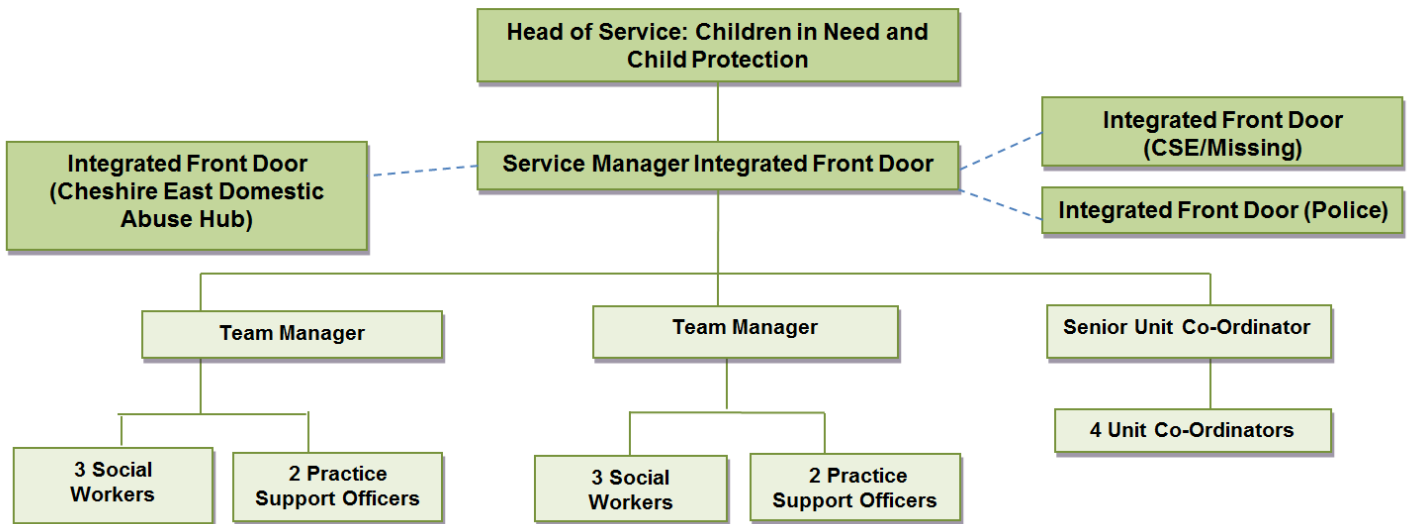 Head of Service: Children in Need and
Child Protection
Integrated Front Door
(CSE/Missing)
Integrated Front Door
(Cheshire East Domestic
Abuse Hub)
Service Manager Integrated Front Door
Integrated Front Door (Police)
Team Manager
Team Manager
Senior Unit Co-Ordinator
3 Social
Workers
2 Practice
Support Officers
3 Social
Workers
2 Practice
Support Officers
4 Unit Co-Ordinators